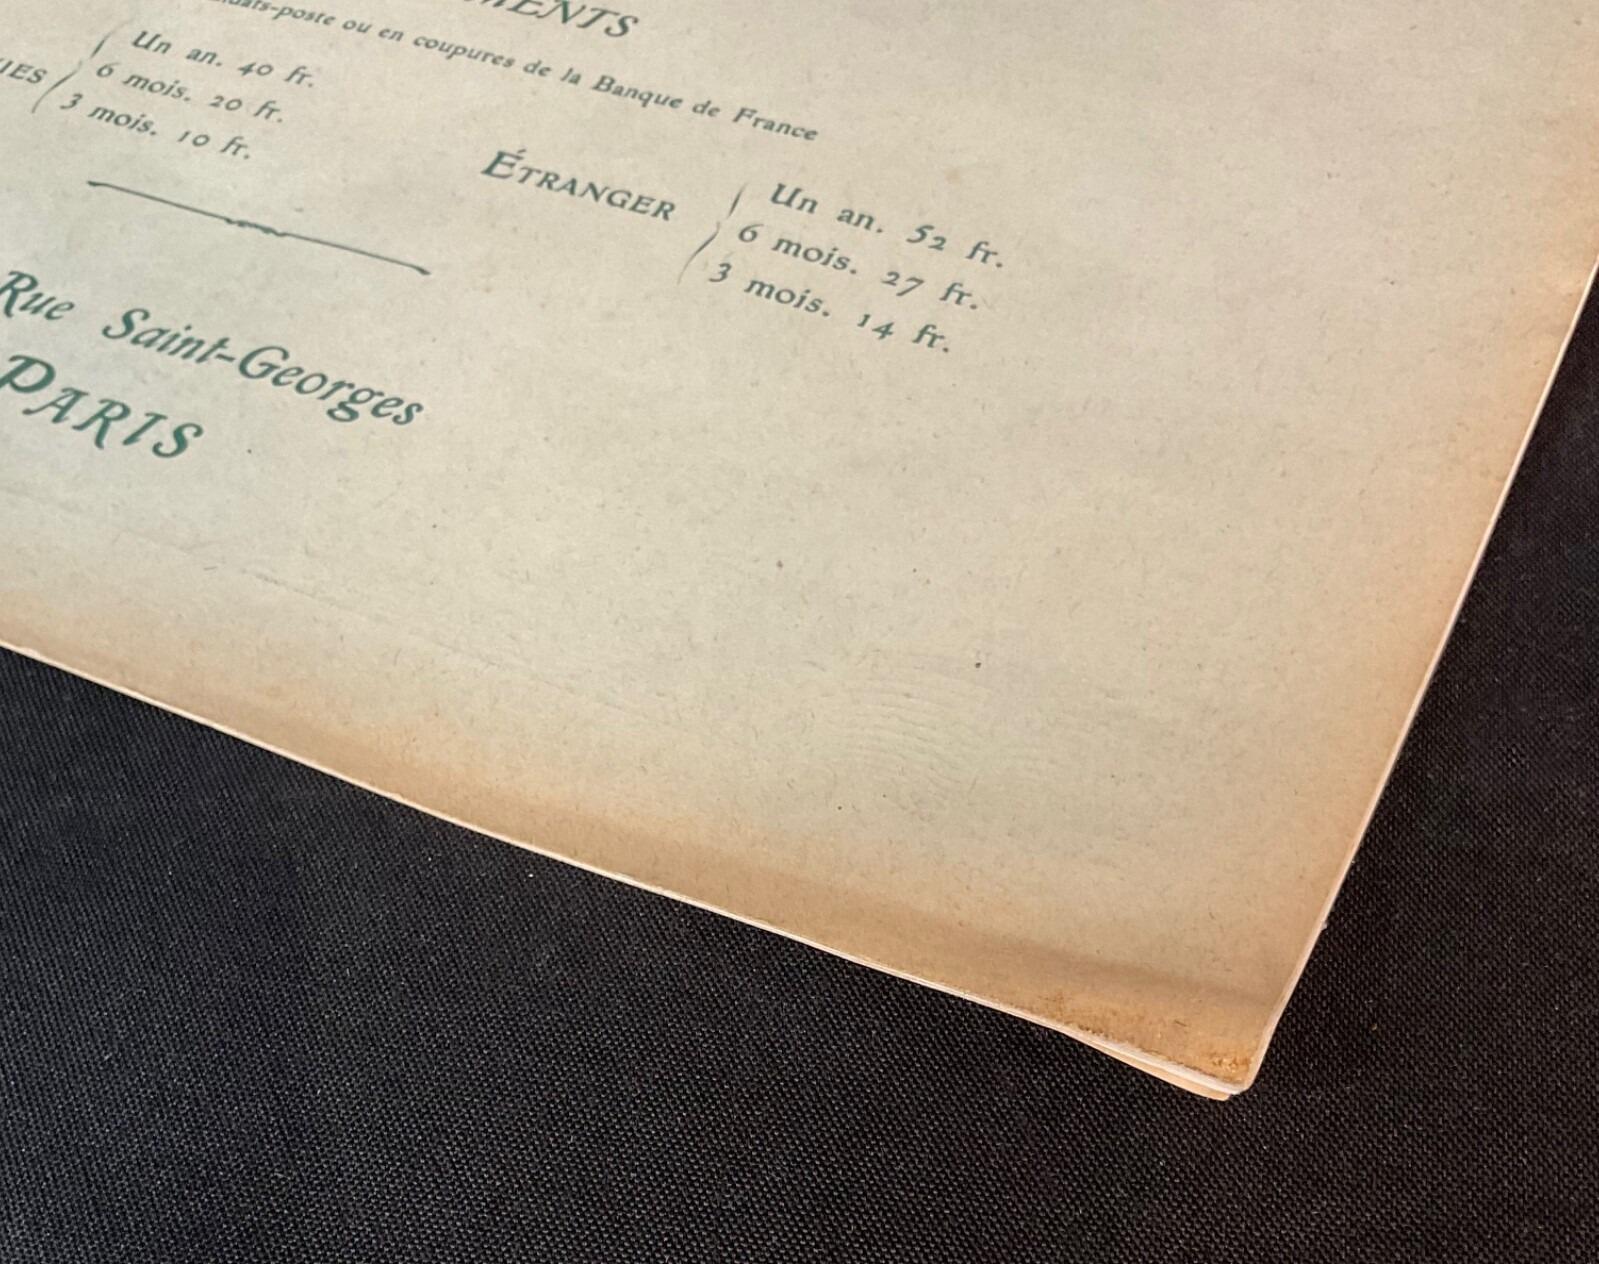 ou en coupures de la Banque de France
Un an. 40 fr.
6 mois. 20 fr.
3 mois. 10 fr.
ÉTRANGER
Un an. 52 fr.
6 mois. 27 fr.
3 mois. 14 fr.
Rue Saint-Georges
PARIS